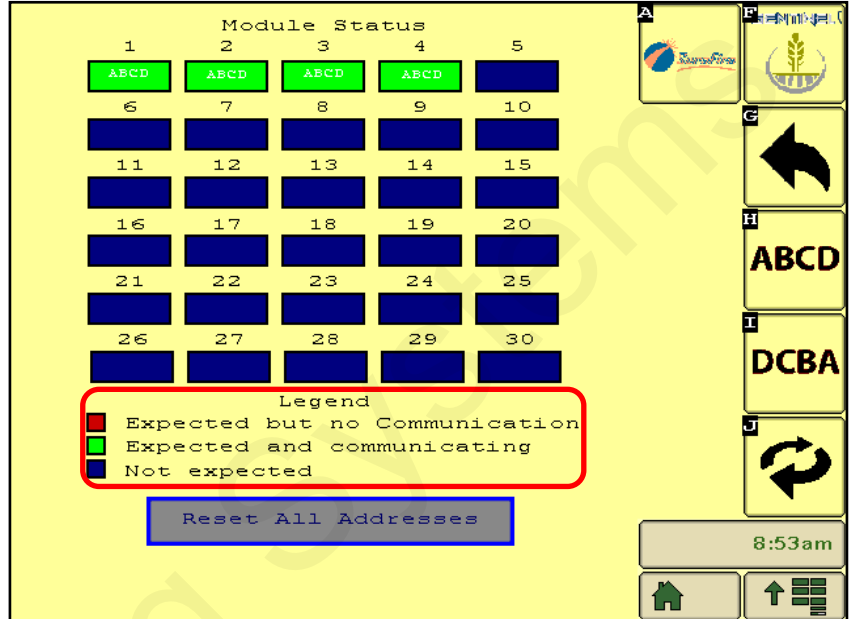 Module Status
1 2 3 4 5
ABCD ABCD ABCD ABCD
6 7 8 9 10
11 12 13 14 15
16 17 18 19 20
21 22 23 24 25
26 27 28 29 30
Legend
Expected but no Communication
Expected and communicating
Not expected
Reset All Addresses
A
SureFire
F
G
H
ABCD
I
DCBA
J
8:53am
g systems